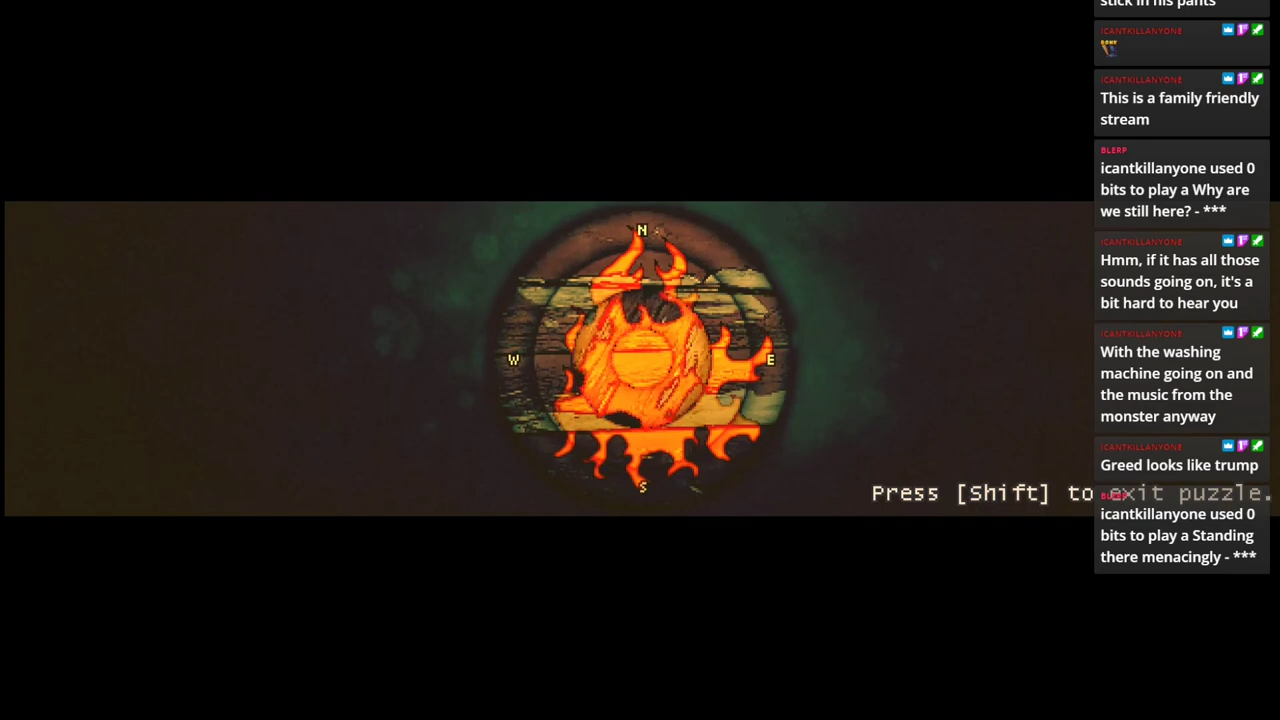 stick in his pants
ICANTKILLANYONE
ICANTKILLANYONE
This is a family friendly
stream
BLERP
icantkillanyone used 0
bits to play a Why are
we still here? - ***
ICANTKILLANYONE
Hmm, if it has all those
sounds going on, it's a
bit hard to hear you
ICANTKILLANYONE
With the washing
machine going on and
the music from the
monster anyway
ICANTKILLANYONE
Greed looks like trump
BLERP
icantkillanyone used 0
bits to play a Standing
there menacingly - ***
N
W
E
S
Press [Shift] to exit puzzle.